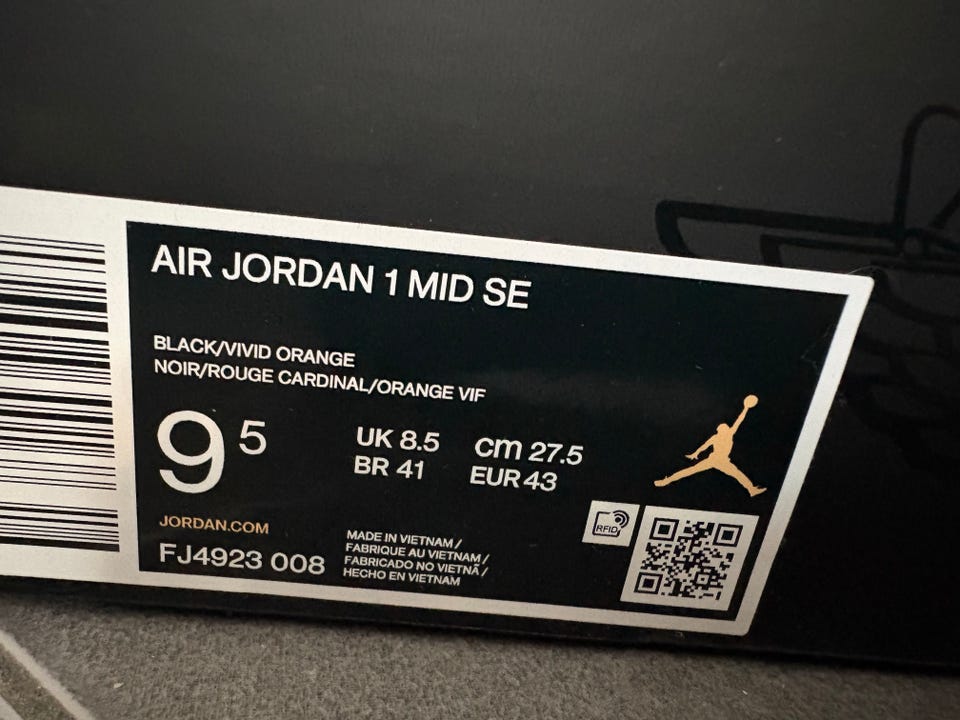 AIR JORDAN 1 MID SE
BLACK/VIVID ORANGE
NOIR/ROUGE CARDINAL/ORANGE VIF
9 5
UK 8.5 cm 27.5
BR 41 EUR 43
RFID
JORDAN.COM
FJ4923 008
MADE IN VIETNAM /
FABRIQUE AU VIETNAM /
FABRICADO NO VIETNÃ /
HECHO EN VIETNAM